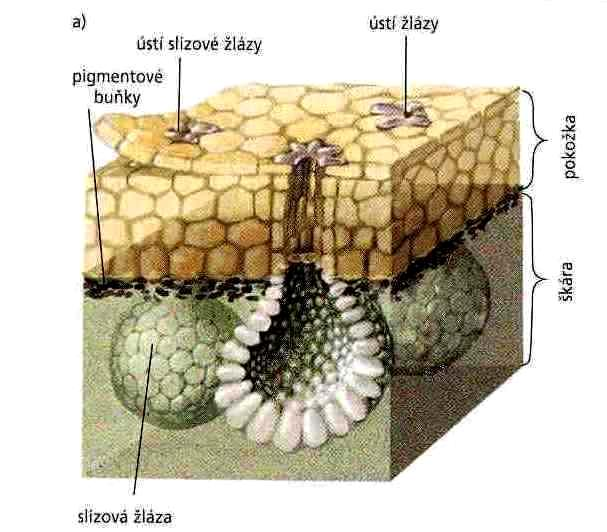 a)
ústí slizové žlázy
ústí žlázy
pigmentové
buňky
pokožka
škára
slizová žláza